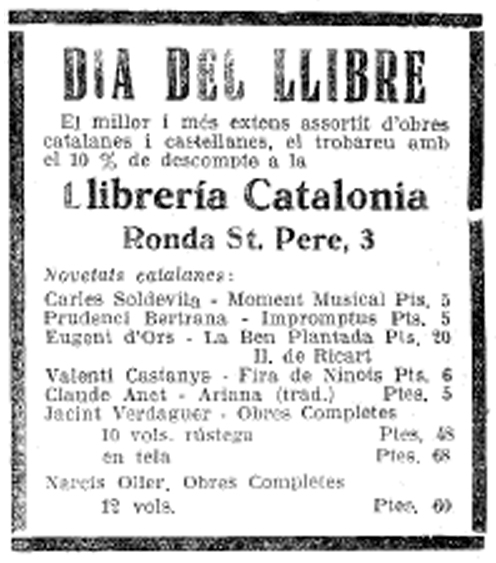 DIA DEL LLIBRE
El millor i més extens assortit d'obres
catalanes i castellanes, el trobareu amb
el 10 % de descompte a la
Llibrería Catalonia
Ronda St. Pere, 3
Novetats catalanes:
Carles Soldevila - Moment Musical Pts. 5
Prudenci Bertrana - Impromptus Pts. 5
Eugeni d'Ors - La Ben Plantada Pts. 20
Il. de Ricart
Valentí Castanys - Fira de Ninots Pts. 6
Claude Anet - Ariana (trad.) Ptes. 5
Jacint Verdaguer - Obres Completes
10 vols. rústega Ptes. 48
en tela Ptes. 68
Narcís Oller, Obres Completes
12 vols. Ptes. 60